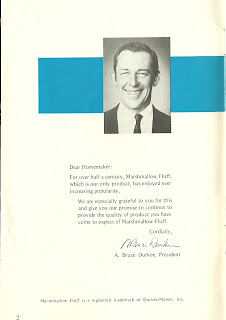 Dear Homemaker:
For over half a century, Marshmallow Fluff,
which is our only product, has enjoyed ever
increasing popularity.
We are especially grateful to you for this
and give you our promise to continue to
provide the quality of product you have
come to expect of Marshmallow Fluff.
Cordially,
Bruce Durkee
A. Bruce Durkee, President
Marshmallow Fluff is a registered trademark of Durkee-Mower, Inc.
2